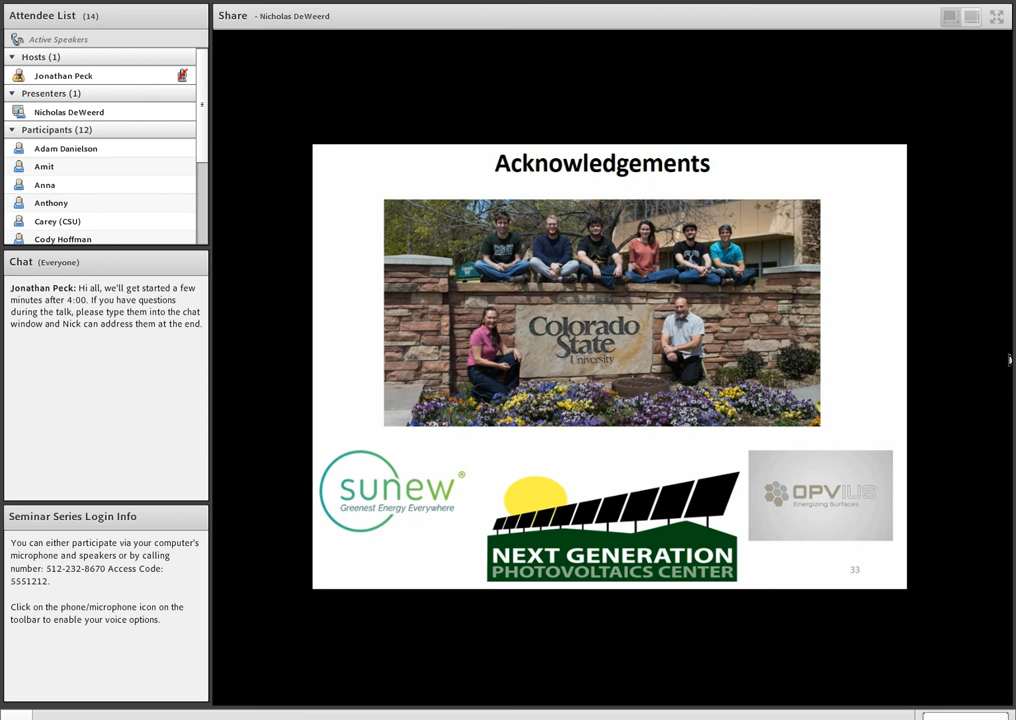 Attendee List (14)
Active Speakers
Hosts (1)
Jonathan Peck
Presenters (1)
Nicholas DeWeerd
Participants (12)
Adam Danielson
Amit
Anna
Anthony
Carey (CSU)
Cody Hoffman
Chat (Everyone)
Jonathan Peck: Hi all, we'll get started a few
minutes after 4:00. If you have questions
during the talk, please type them into the chat
window and Nick can address them at the end.
Seminar Series Login Info
You can either participate via your computer's
microphone and speakers or by calling
number: 512-232-8670 Access Code:
5551212.
Click on the phone/microphone icon on the
toolbar to enable your voice options.
Share - Nicholas DeWeerd
Acknowledgements
Colorado
State
University
sunew®
Greenest Energy Everywhere
NEXT GENERATION
PHOTOVOLTAICS CENTER
OPVIUS
Energizing Surfaces
33